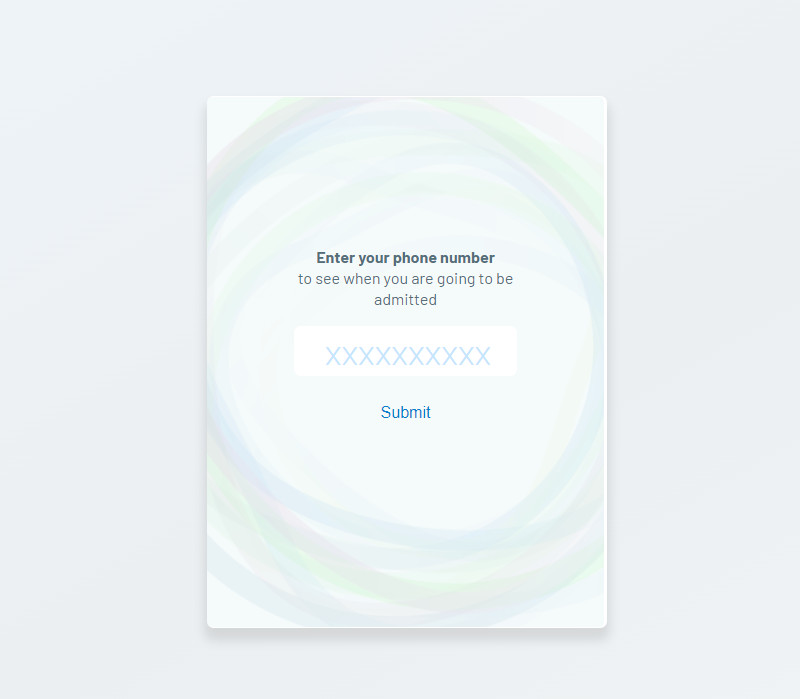 Enter your phone number
to see when you are going to be
admitted
XXXXXXXXXX
Submit